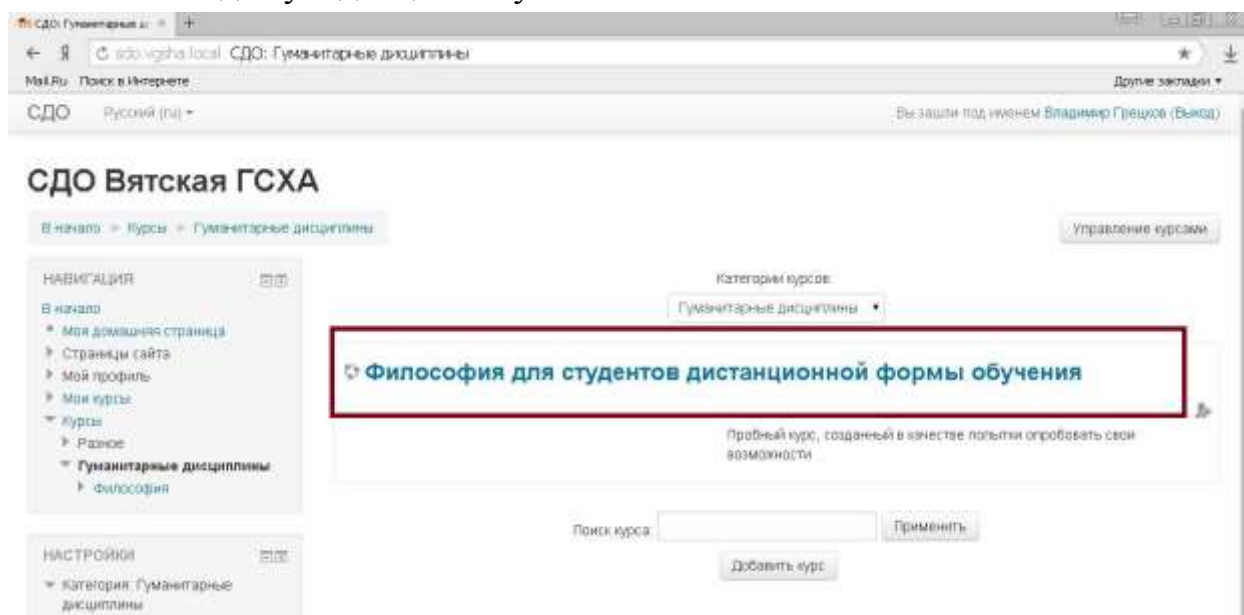 СДО: Гуманитарные ди × +
sdo.vgsha.local СДО: Гуманитарные дисциплины
Mail.Ru Поиск в Интернете
Другие закладки ▾
СДО Русский (ru) ▾
Вы зашли под именем Владимир Грецков (Выход)
СДО Вятская ГСХА
В начало ► Курсы ► Гуманитарные дисциплины
Управление курсами
НАВИГАЦИЯ
В начало
Моя домашняя страница
Страницы сайта
Мой профиль
Мои курсы
Курсы
Разное
Гуманитарные дисциплины
Философия
НАСТРОЙКИ
Категория: Гуманитарные
дисциплины
Категории курсов:
Гуманитарные дисциплины
Философия для студентов дистанционной формы обучения
Пробный курс, созданный в качестве попытки опробовать свои
возможности
Поиск курса:
Применить
Добавить курс